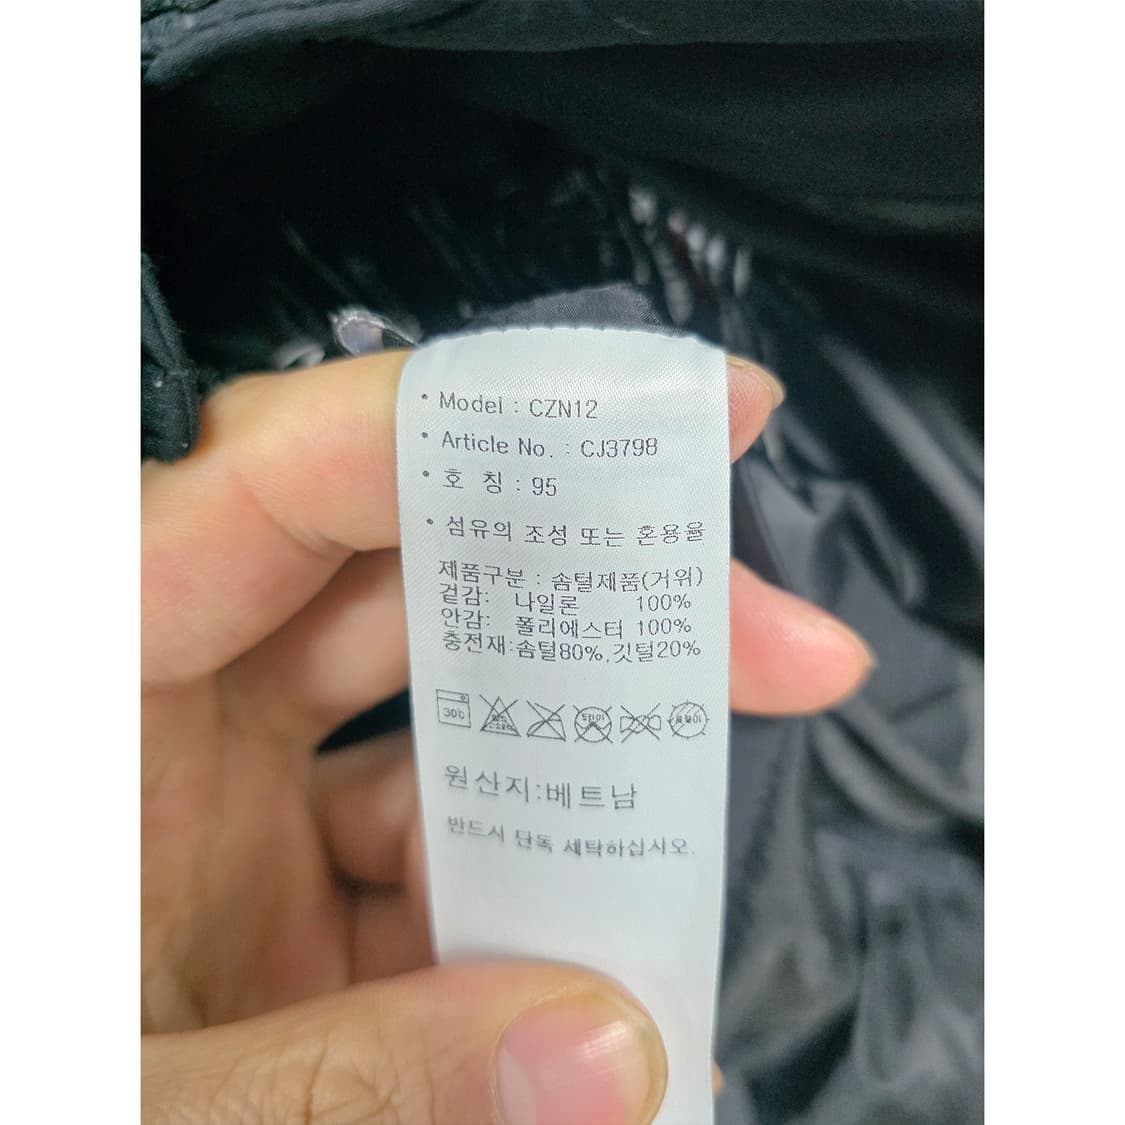 • Model : CZN12
• Article No. : CJ3798
•호 칭 : 95
• 섬유의 조성 또는 혼용율
제품구분 : 솜털제품(거위)
겉감: 나일론 100%
안감: 폴리에스터 100%
충전재:솜털80%,깃털20%
30℃
원산지:베트남
반드시 단독 세탁하십시오.